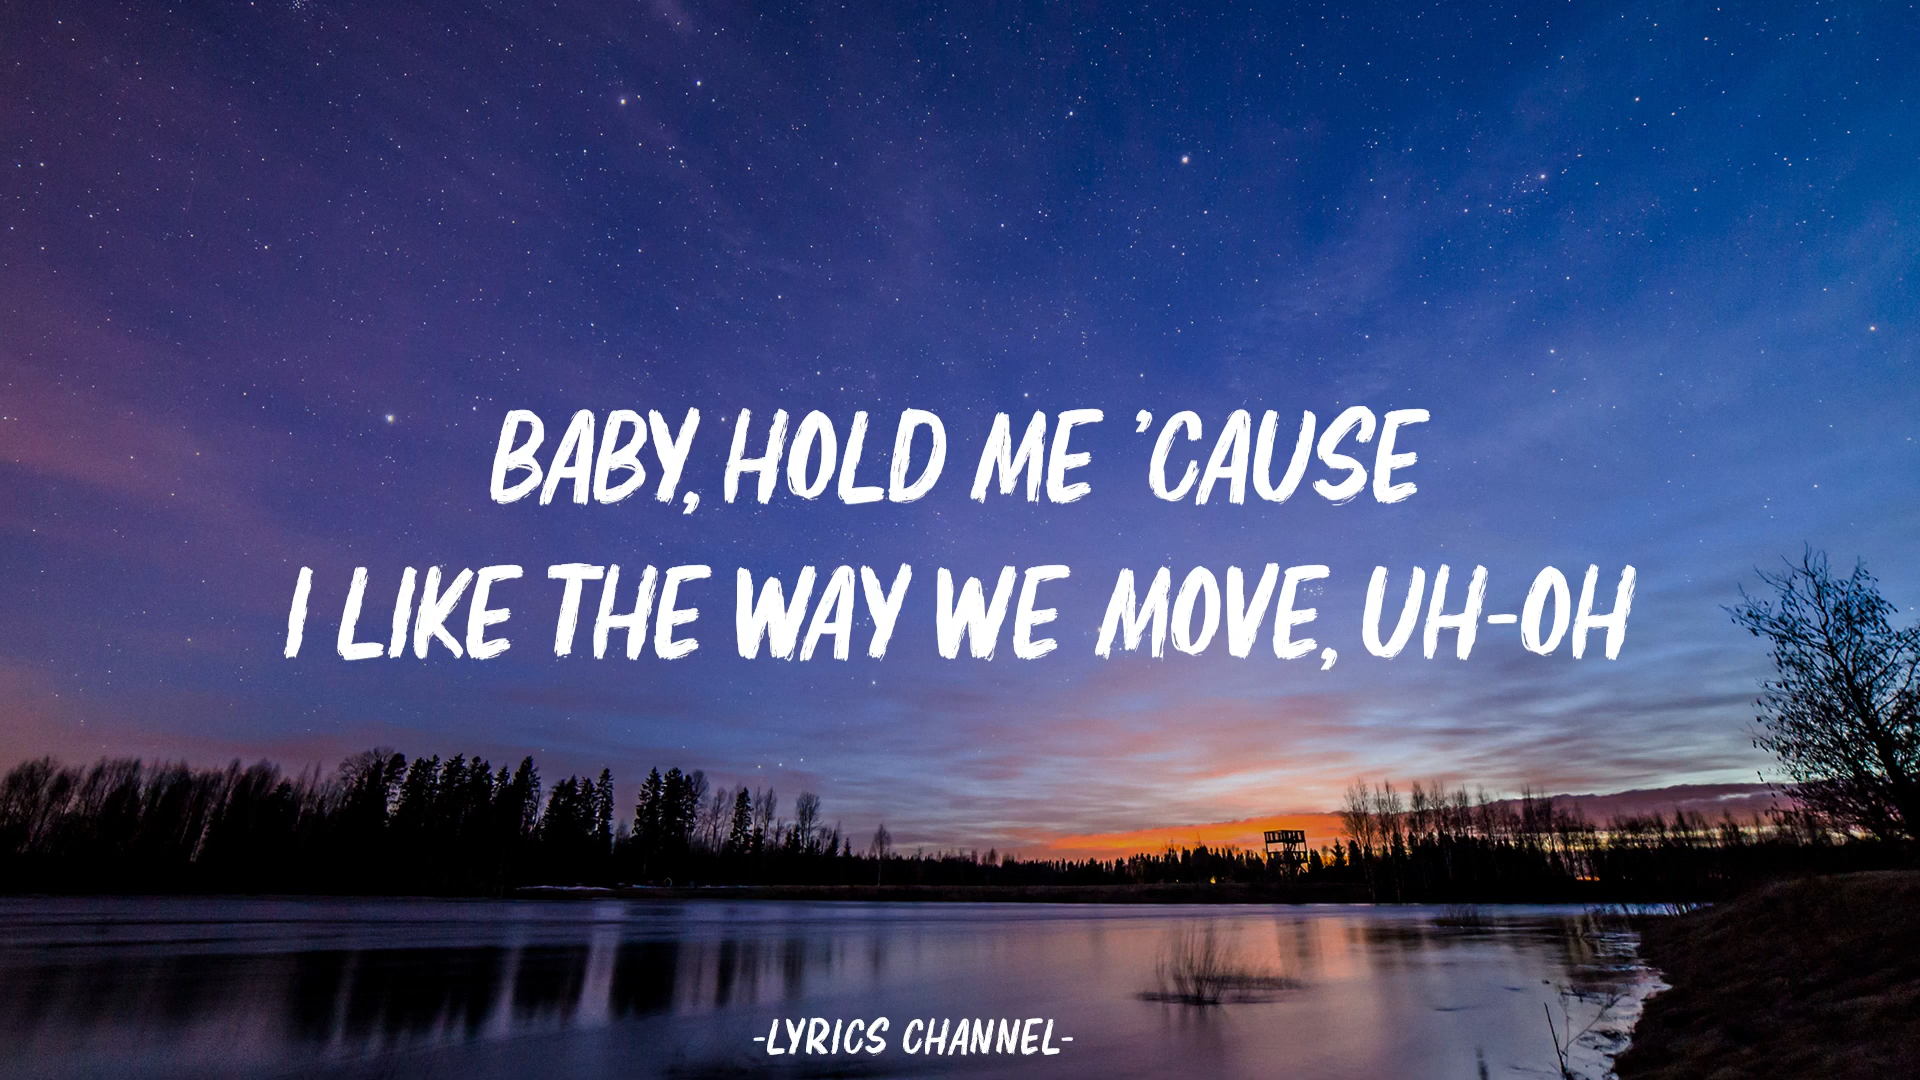 BABY, HOLD ME 'CAUSE
I LIKE THE WAY WE MOVE, UH-OH
-LYRICS CHANNEL-